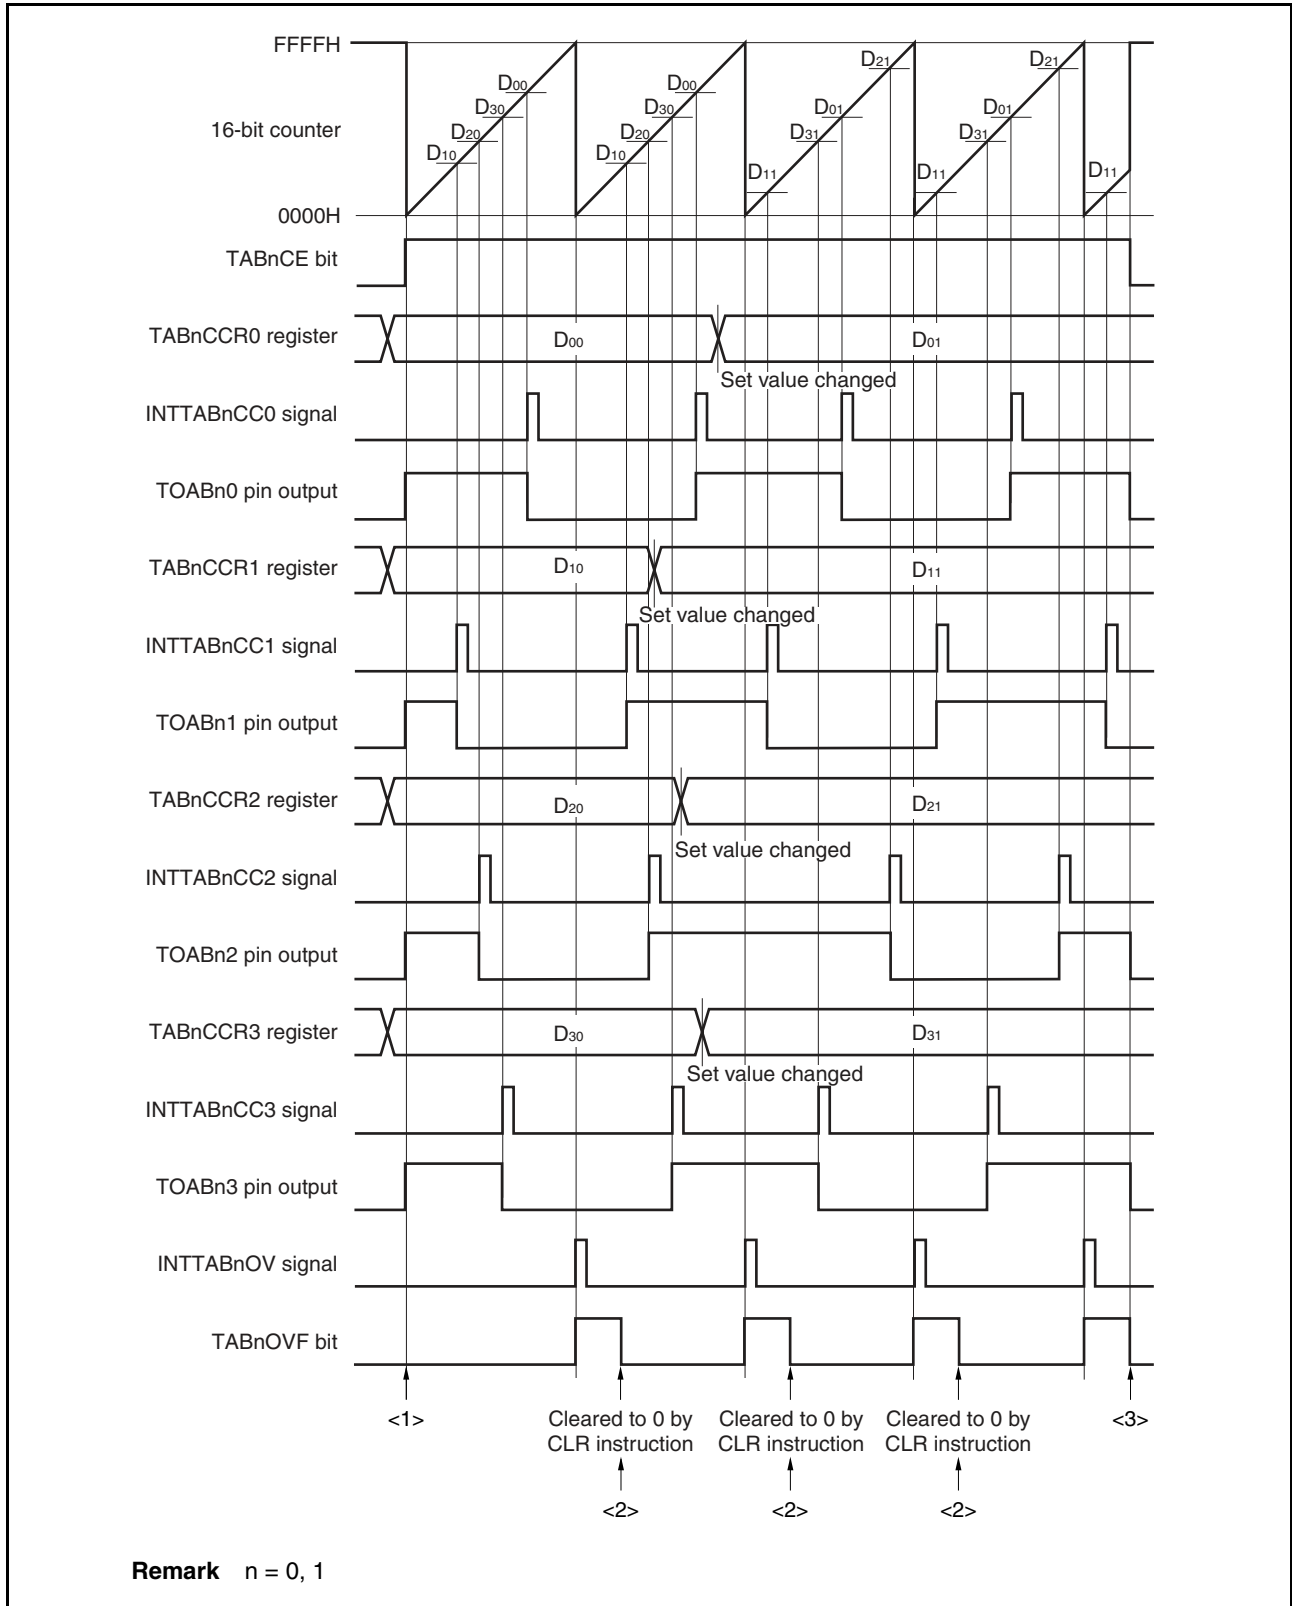 FFFFH
D00 D00 D21 D21
D30 D30 D01 D01
16-bit counter
D20 D20 D31 D31
D10 D10 D11 D11 D11
0000H
TABnCE bit
TABnCCR0 register D00 D01
Set value changed
INTTABnCC0 signal
TOABn0 pin output
TABnCCR1 register D10 D11
Set value changed
INTTABnCC1 signal
TOABn1 pin output
TABnCCR2 register D20 D21
Set value changed
INTTABnCC2 signal
TOABn2 pin output
TABnCCR3 register D30 D31
Set value changed
INTTABnCC3 signal
TOABn3 pin output
INTTABnOV signal
TABnOVF bit
<1> Cleared to 0 by Cleared to 0 by Cleared to 0 by <3>
CLR instruction CLR instruction CLR instruction
<2> <2> <2>
Remark n = 0, 1